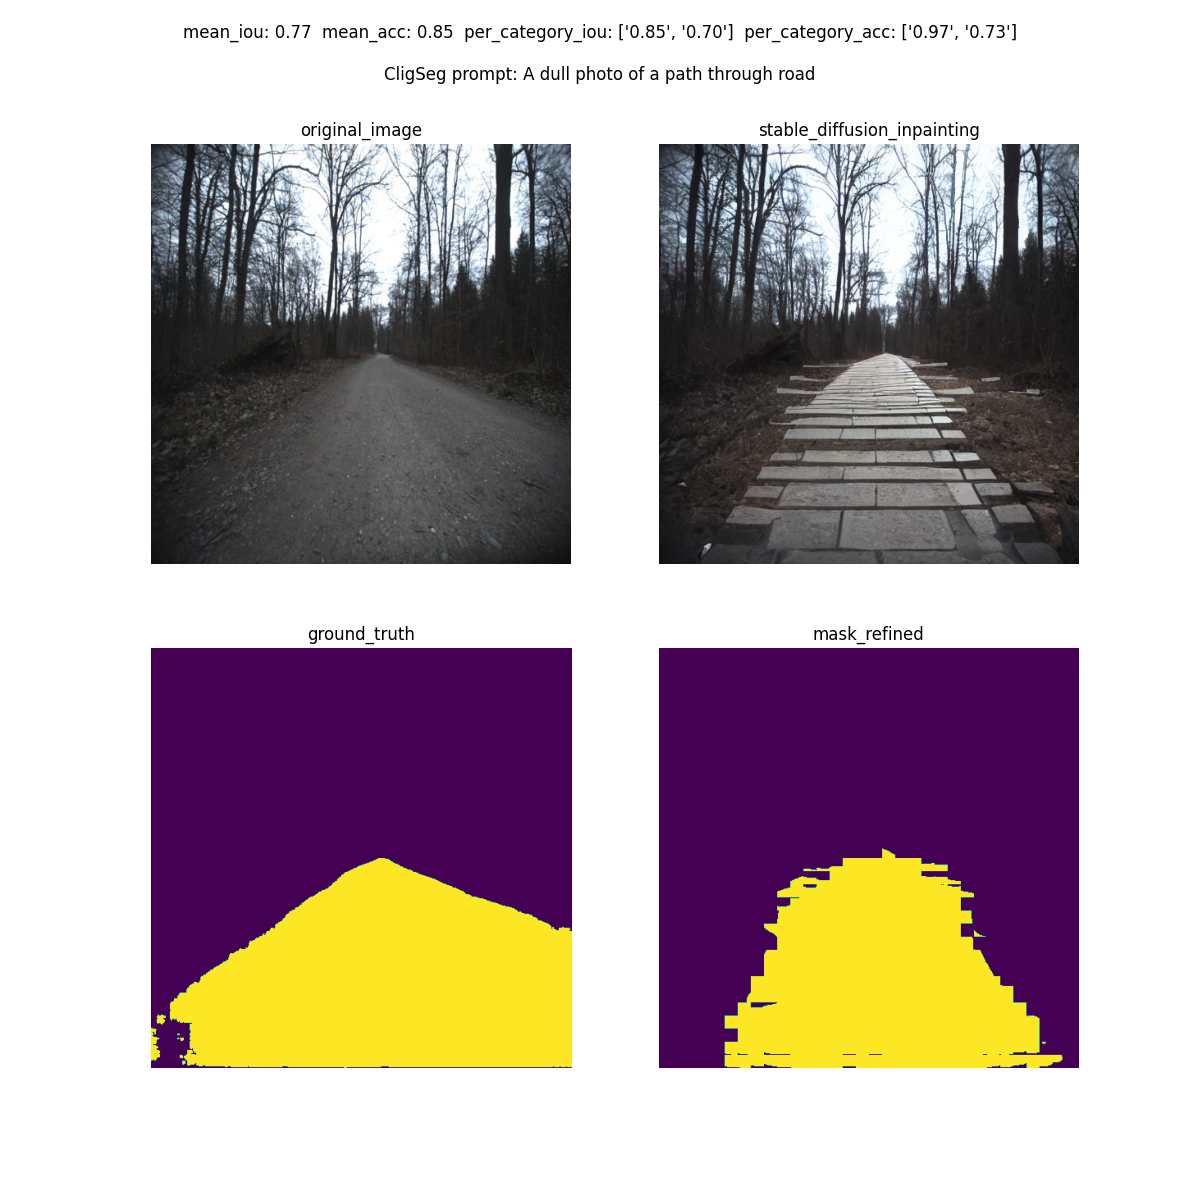 mean_iou: 0.77  mean_acc: 0.85  per_category_iou: ['0.85', '0.70']  per_category_acc: ['0.97', '0.73']
CligSeg prompt: A dull photo of a path through road
original_image
stable_diffusion_inpainting
ground_truth
mask_refined